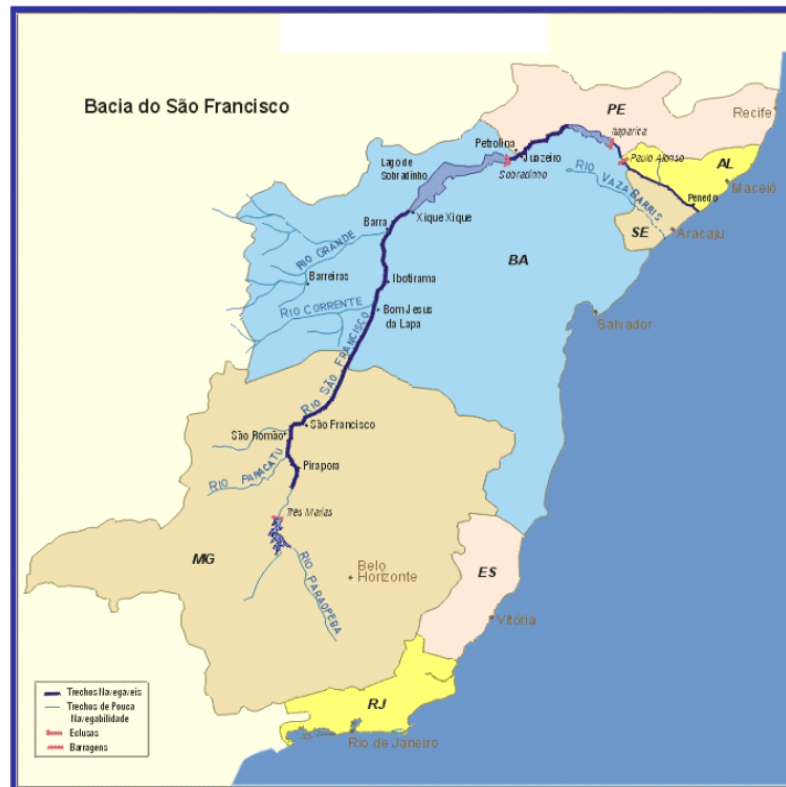 Bacia do São Francisco
PE
Recife
Itaparica
Petrolina
Juazeiro
Paulo Afonso
AL
Lago de
Sobradinho
Sobradinho
RIO VAZA BARRIS
Maceió
Penedo
Xique Xique
Barra
SE
Aracaju
RIO GRANDE
BA
Barreiras
Ibotirama
RIO CORRENTE
Bom Jesus
da Lapa
Salvador
RIO SÃO FRANCISCO
São Francisco
São Romão
Pirapora
RIO PARACATU
Três Marias
MG
RIO PARAOPEBA
Belo
Horizonte
ES
Vitória
RJ
Rio de Janeiro
Trechos Navegáveis
Trechos de Pouca
Navegabilidade
Eclusas
Barragens